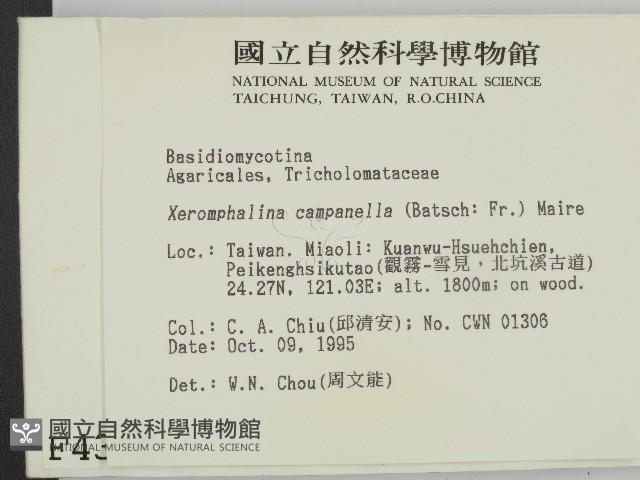 國立自然科學博物館
NATIONAL MUSEUM OF NATURAL SCIENCE
TAICHUNG, TAIWAN, R.O.CHINA
Basidiomycotina
Agaricales, Tricholomataceae
Xeromphalina campanella (Batsch: Fr.) Maire
Loc.: Taiwan. Miaoli: Kuanwu-Hsuehchien,
Peikenghsikutao(觀霧-雪見，北坑溪古道)
24.27N, 121.03E; alt. 1800m; on wood.
Col.: C. A. Chiu(邱清安); No. CWN 01306
Date: Oct. 09, 1995
Det.: W.N. Chou(周文能)
國立自然科學博物館
NATIONAL MUSEUM OF NATURAL SCIENCE